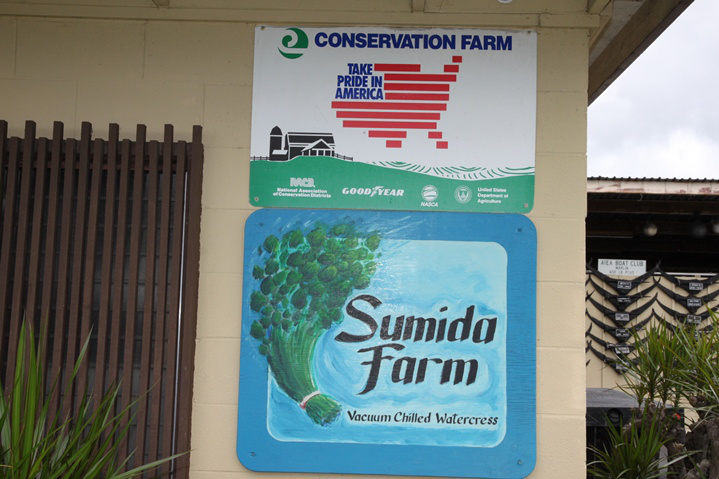 CONSERVATION FARM
TAKE
PRIDE IN
AMERICA
NACD
National Association
of Conservation Districts
GOODYEAR
NASCA
United States
Department of
Agriculture
Sumida
Farm
Vacuum Chilled Watercress
AIEA BOAT CLUB
MARLIN